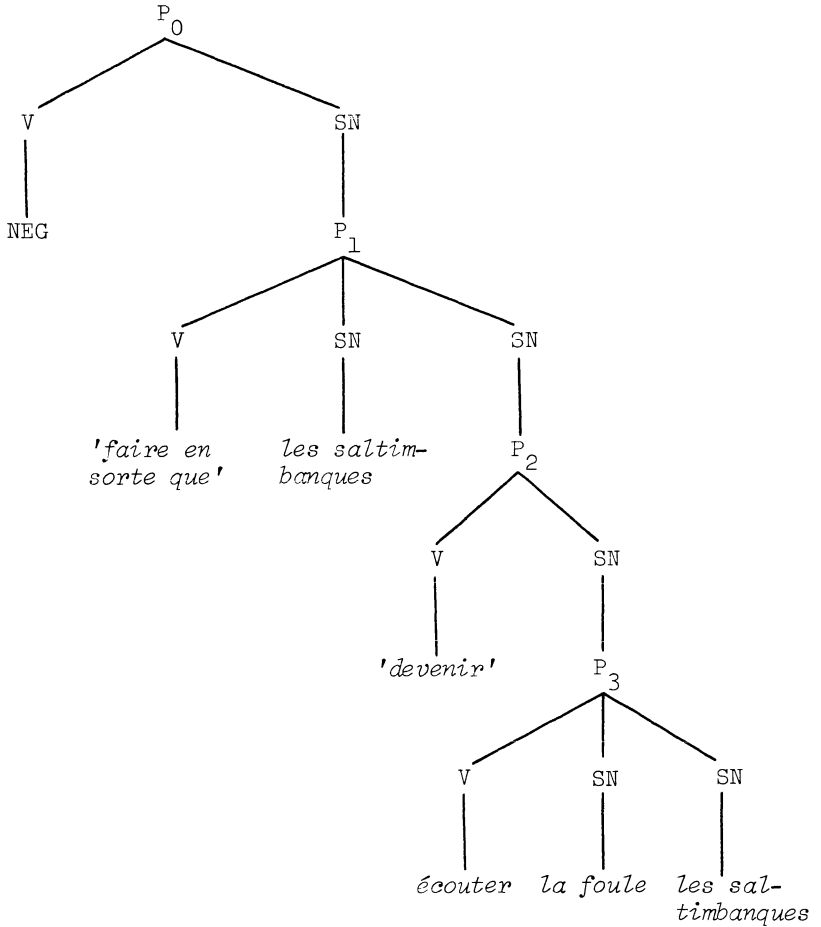 P0
V SN
NEG P1
V SN SN
'faire en les saltim- P2
sorte que' banques
V SN
'devenir' P3
V SN SN
écouter la foule les sal-
timbanques